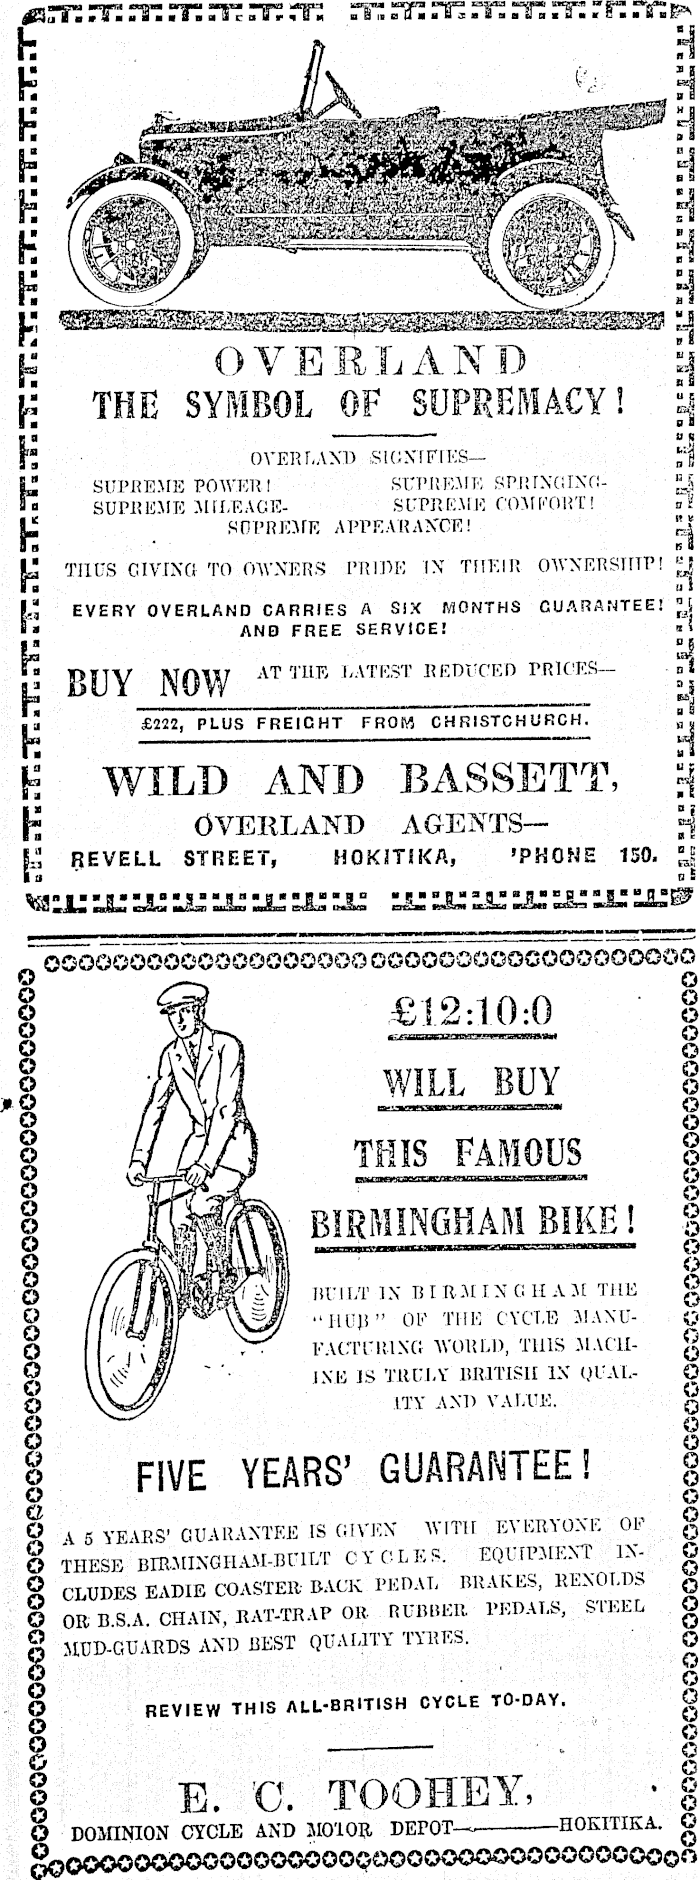 OVERLAND
THE SYMBOL OF SUPREMACY!
OVERLAND SIGNIFIES—
SUPREME POWER! SUPREME SPRINGING-
SUPREME MILEAGE- SUPREME COMFORT!
SUPREME APPEARANCE!
THUS GIVING TO OWNERS PRIDE IN THEIR OWNERSHIP!
EVERY OVERLAND CARRIES A SIX MONTHS GUARANTEE!
AND FREE SERVICE!
BUY NOW AT THE LATEST REDUCED PRICES—
£222, PLUS FREIGHT FROM CHRISTCHURCH.
WILD AND BASSETT,
OVERLAND AGENTS—
REVELL STREET, HOKITIKA, 'PHONE 150.
£12:10:0
WILL BUY
THIS FAMOUS
BIRMINGHAM BIKE!
BUILT IN BIRMINGHAM THE
"HUB" OF THE CYCLE MANU-
FACTURING WORLD, THIS MACH-
INE IS TRULY BRITISH IN QUAL-
ITY AND VALUE.
FIVE YEARS' GUARANTEE!
A 5 YEARS' GUARANTEE IS GIVEN WITH EVERYONE OF
THESE BIRMINGHAM-BUILT CYCLES. EQUIPMENT IN-
CLUDES EADIE COASTER BACK PEDAL BRAKES, RENOLDS
OR B.S.A. CHAIN, RAT-TRAP OR RUBBER PEDALS, STEEL
MUD-GUARDS AND BEST QUALITY TYRES.
REVIEW THIS ALL-BRITISH CYCLE TO-DAY.
E. C. TOOHEY,
DOMINION CYCLE AND MOTOR DEPOT————HOKITIKA.